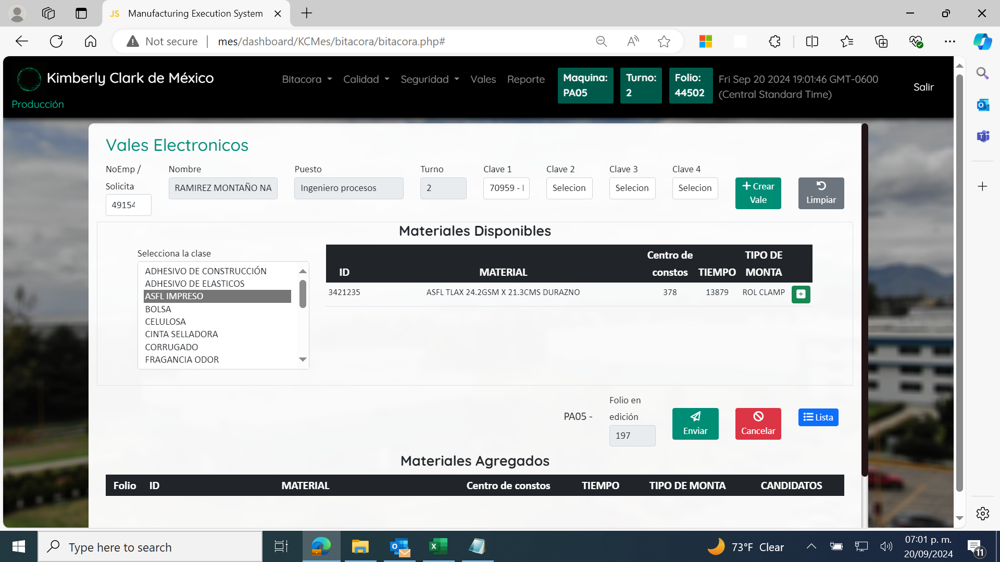 JS Manufacturing Execution System
Not secure
mes/dashboard/KCMes/bitacora/bitacora.php#
Kimberly Clark de México
Producción
Bitacora
Calidad
Seguridad
Vales
Reporte
Maquina:
PA05
Turno:
2
Folio:
44502
Fri Sep 20 2024 19:01:46 GMT-0600
(Central Standard Time)
Salir
Vales Electronicos
NoEmp /
Solicita
49154
Nombre
RAMIREZ MONTAÑO NA
Puesto
Ingeniero procesos
Turno
2
Clave 1
70959 -
Clave 2
Selecion
Clave 3
Selecion
Clave 4
Selecion
Crear
Vale
Limpiar
Materiales Disponibles
Selecciona la clase
ADHESIVO DE CONSTRUCCIÓN
ADHESIVO DE ELASTICOS
ASFL IMPRESO
BOLSA
CELULOSA
CINTA SELLADORA
CORRUGADO
FRAGANCIA ODOR
ID MATERIAL Centro de constos TIEMPO TIPO DE MONTA
3421235 ASFL TLAX 24.2GSM X 21.3CMS DURAZNO 378 13879 ROL CLAMP
PA05 -
Folio en
edición
197
Enviar
Cancelar
Lista
Materiales Agregados
Folio ID MATERIAL Centro de constos TIEMPO TIPO DE MONTA CANDIDATOS
Type here to search
73°F Clear
07:01 p. m.
20/09/2024
11